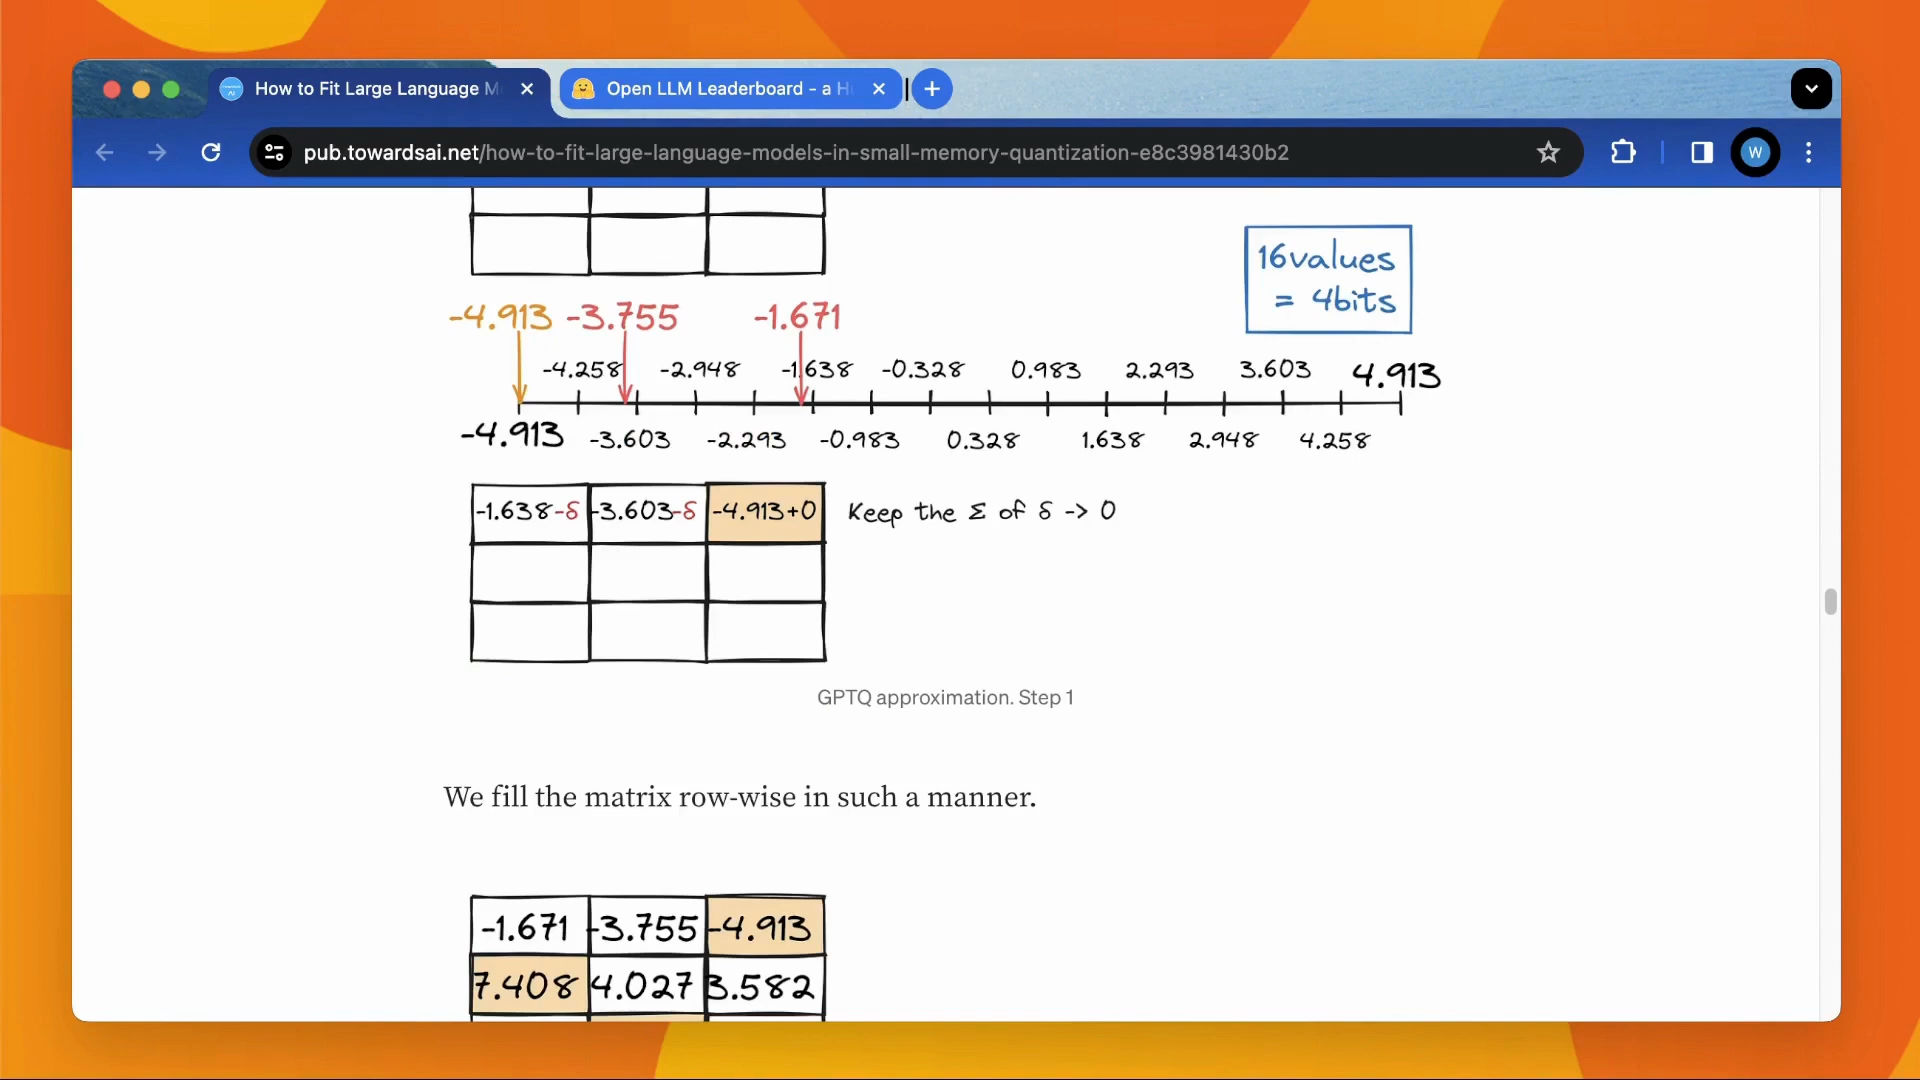 How to Fit Large Language M
Open LLM Leaderboard - a H
pub.towardsai.net/how-to-fit-large-language-models-in-small-memory-quantization-e8c3981430b2
W
16values
= 4bits
-4.913 -3.755 -1.671
-4.258 -2.948 -1.638 -0.328 0.983 2.293 3.603 4.913
-4.913 -3.603 -2.293 -0.983 0.328 1.638 2.948 4.258
-1.638-δ -3.603-δ -4.913+0 Keep the Σ of δ -> 0
GPTQ approximation. Step 1
We fill the matrix row-wise in such a manner.
-1.671 -3.755 -4.913
7.408 4.027 3.582